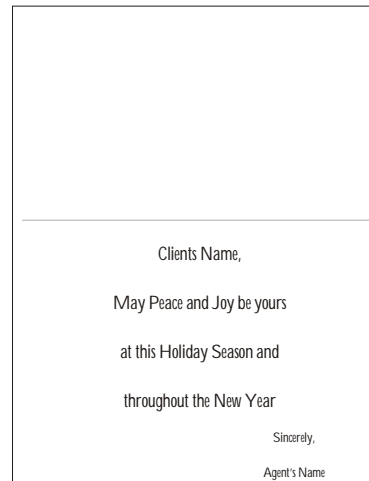 Clients Name,
May Peace and Joy be yours
at this Holiday Season and
throughout the New Year
Sincerely,
Agent's Name